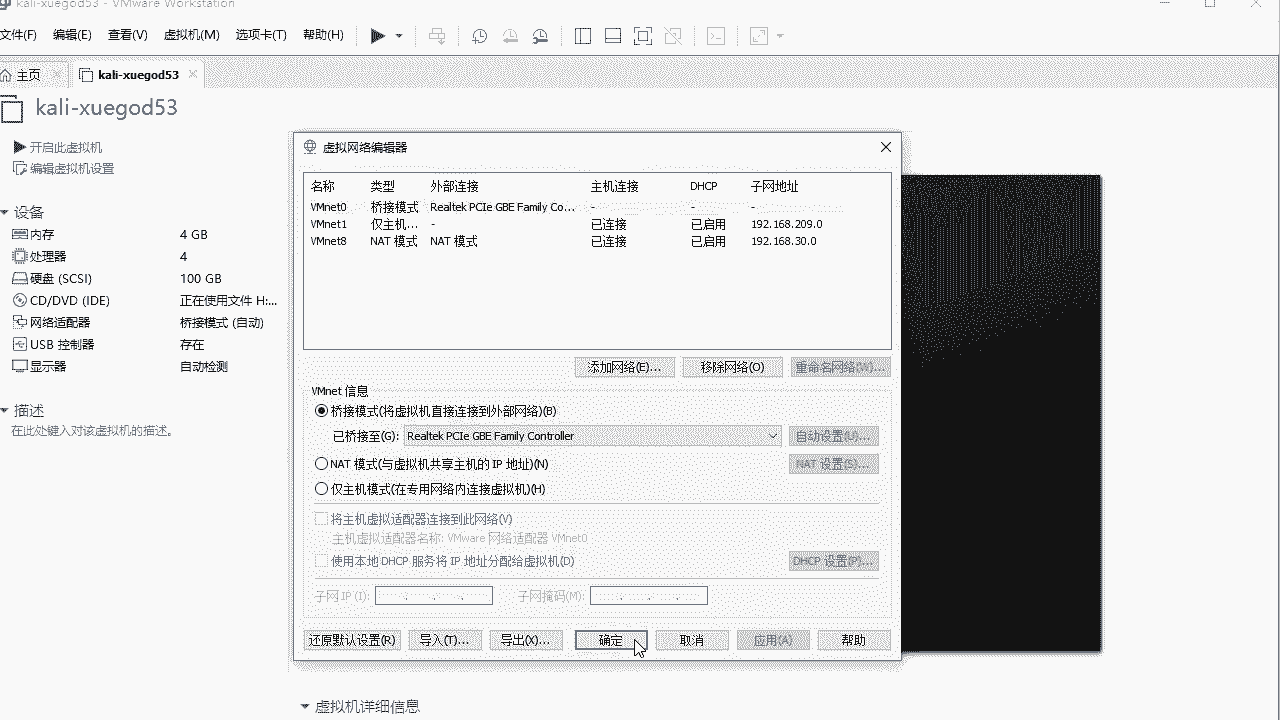 kali-xuegod53 - VMware Workstation
文件(F) 编辑(E) 查看(V) 虚拟机(M) 选项卡(T) 帮助(H)
主页 kali-xuegod53
kali-xuegod53
开启此虚拟机
编辑虚拟机设置
设备
内存 4 GB
处理器 4
硬盘 (SCSI) 100 GB
CD/DVD (IDE) 正在使用文件 H:...
网络适配器 桥接模式 (自动)
USB 控制器 存在
显示器 自动检测
描述
在此处键入对该虚拟机的描述。
虚拟网络编辑器
名称 类型 外部连接 主机连接 DHCP 子网地址
VMnet0 桥接模式 Realtek PCIe GBE Family Co... - - -
VMnet1 仅主机... - 已连接 已启用 192.168.209.0
VMnet8 NAT 模式 NAT 模式 已连接 已启用 192.168.30.0
添加网络(E)... 移除网络(O) 重命名网络(W)...
VMnet 信息
桥接模式(将虚拟机直接连接到外部网络)(B)
已桥接至(G): Realtek PCIe GBE Family Controller 自动设置(U)...
NAT 模式(与虚拟机共享主机的 IP 地址)(N) NAT 设置(S)...
仅主机模式(在专用网络内连接虚拟机)(H)
将主机虚拟适配器连接到此网络(V)
主机虚拟适配器名称: VMware 网络适配器 VMnet0
使用本地 DHCP 服务将 IP 地址分配给虚拟机(D) DHCP 设置(P)...
子网 IP (I): . . . 子网掩码(M): . . .
还原默认设置(R) 导入(T)... 导出(X)... 确定 取消 应用(A) 帮助
虚拟机详细信息